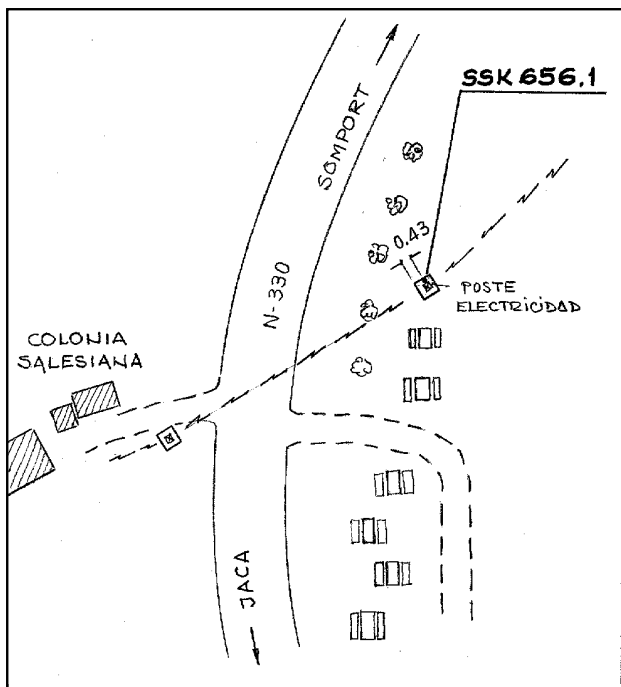 SSK 656.1
SOMPORT
0.43
N-330
POSTE
ELECTRICIDAD
COLONIA
SALESIANA
JACA